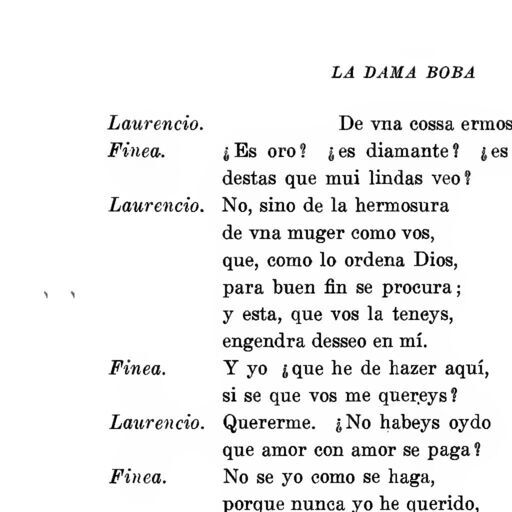 LA DAMA BOBA
Laurencio. De vna cossa ermos
Finea. ¿Es oro? ¿es diamante? ¿es
destas que mui lindas veo?
Laurencio. No, sino de la hermosura
de vna muger como vos,
que, como lo ordena Dios,
para buen fin se procura;
y esta, que vos la teneys,
engendra desseo en mí.
Finea. Y yo ¿que he de hazer aquí,
si se que vos me quereys?
Laurencio. Quererme. ¿No habeys oydo
que amor con amor se paga?
Finea. No se yo como se haga,
porque nunca yo he querido,